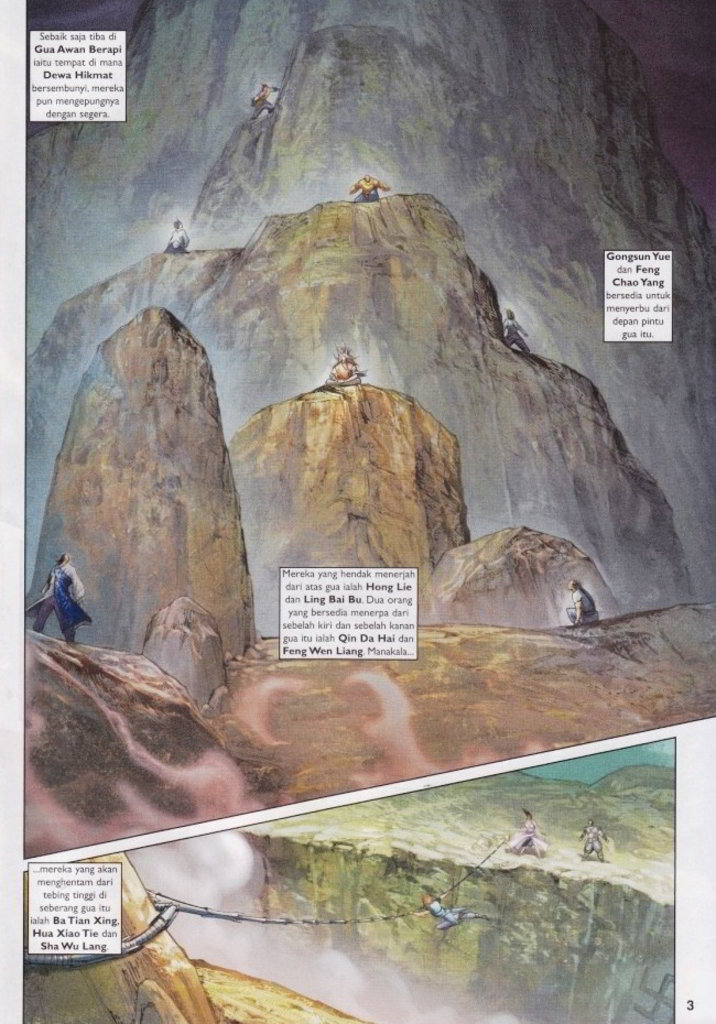 Sebaik saja tiba di
Gua Awan Berapi
iaitu tempat di mana
Dewa Hikmat
bersembunyi, mereka
pun mengepungnya
dengan segera.
Gongsun Yue
dan Feng
Chao Yang
bersedia untuk
menyerbu dari
depan pintu
gua itu.
Mereka yang hendak menerjah
dari atas gua ialah Hong Lie
dan Ling Bai Bu. Dua orang
yang bersedia menerpa dari
sebelah kiri dan sebelah kanan
gua itu ialah Qin Da Hai dan
Feng Wen Liang. Manakala...
...mereka yang akan
menghentam dari
tebing tinggi di
seberang gua itu
ialah Ba Tian Xing,
Hua Xiao Tie dan
Sha Wu Lang.
3